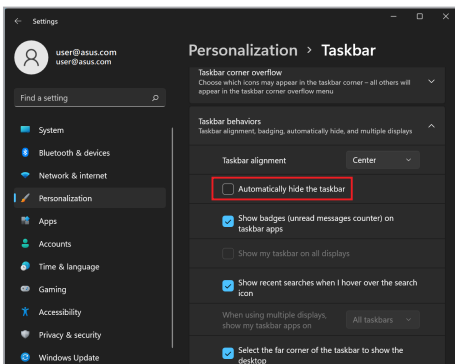 Settings
user@asus.com
user@asus.com
Find a setting
System
Bluetooth & devices
Network & internet
Personalization
Apps
Accounts
Time & language
Gaming
Accessibility
Privacy & security
Windows Update
Personalization > Taskbar
Taskbar corner overflow
Choose which icons may appear in the taskbar corner – all others will
appear in the taskbar corner overflow menu
Taskbar behaviors
Taskbar alignment, badging, automatically hide, and multiple displays
Taskbar alignment
Center
Automatically hide the taskbar
Show badges (unread messages counter) on
taskbar apps
Show my taskbar on all displays
Show recent searches when I hover over the search
icon
When using multiple displays,
show my taskbar apps on
All taskbars
Select the far corner of the taskbar to show the
desktop